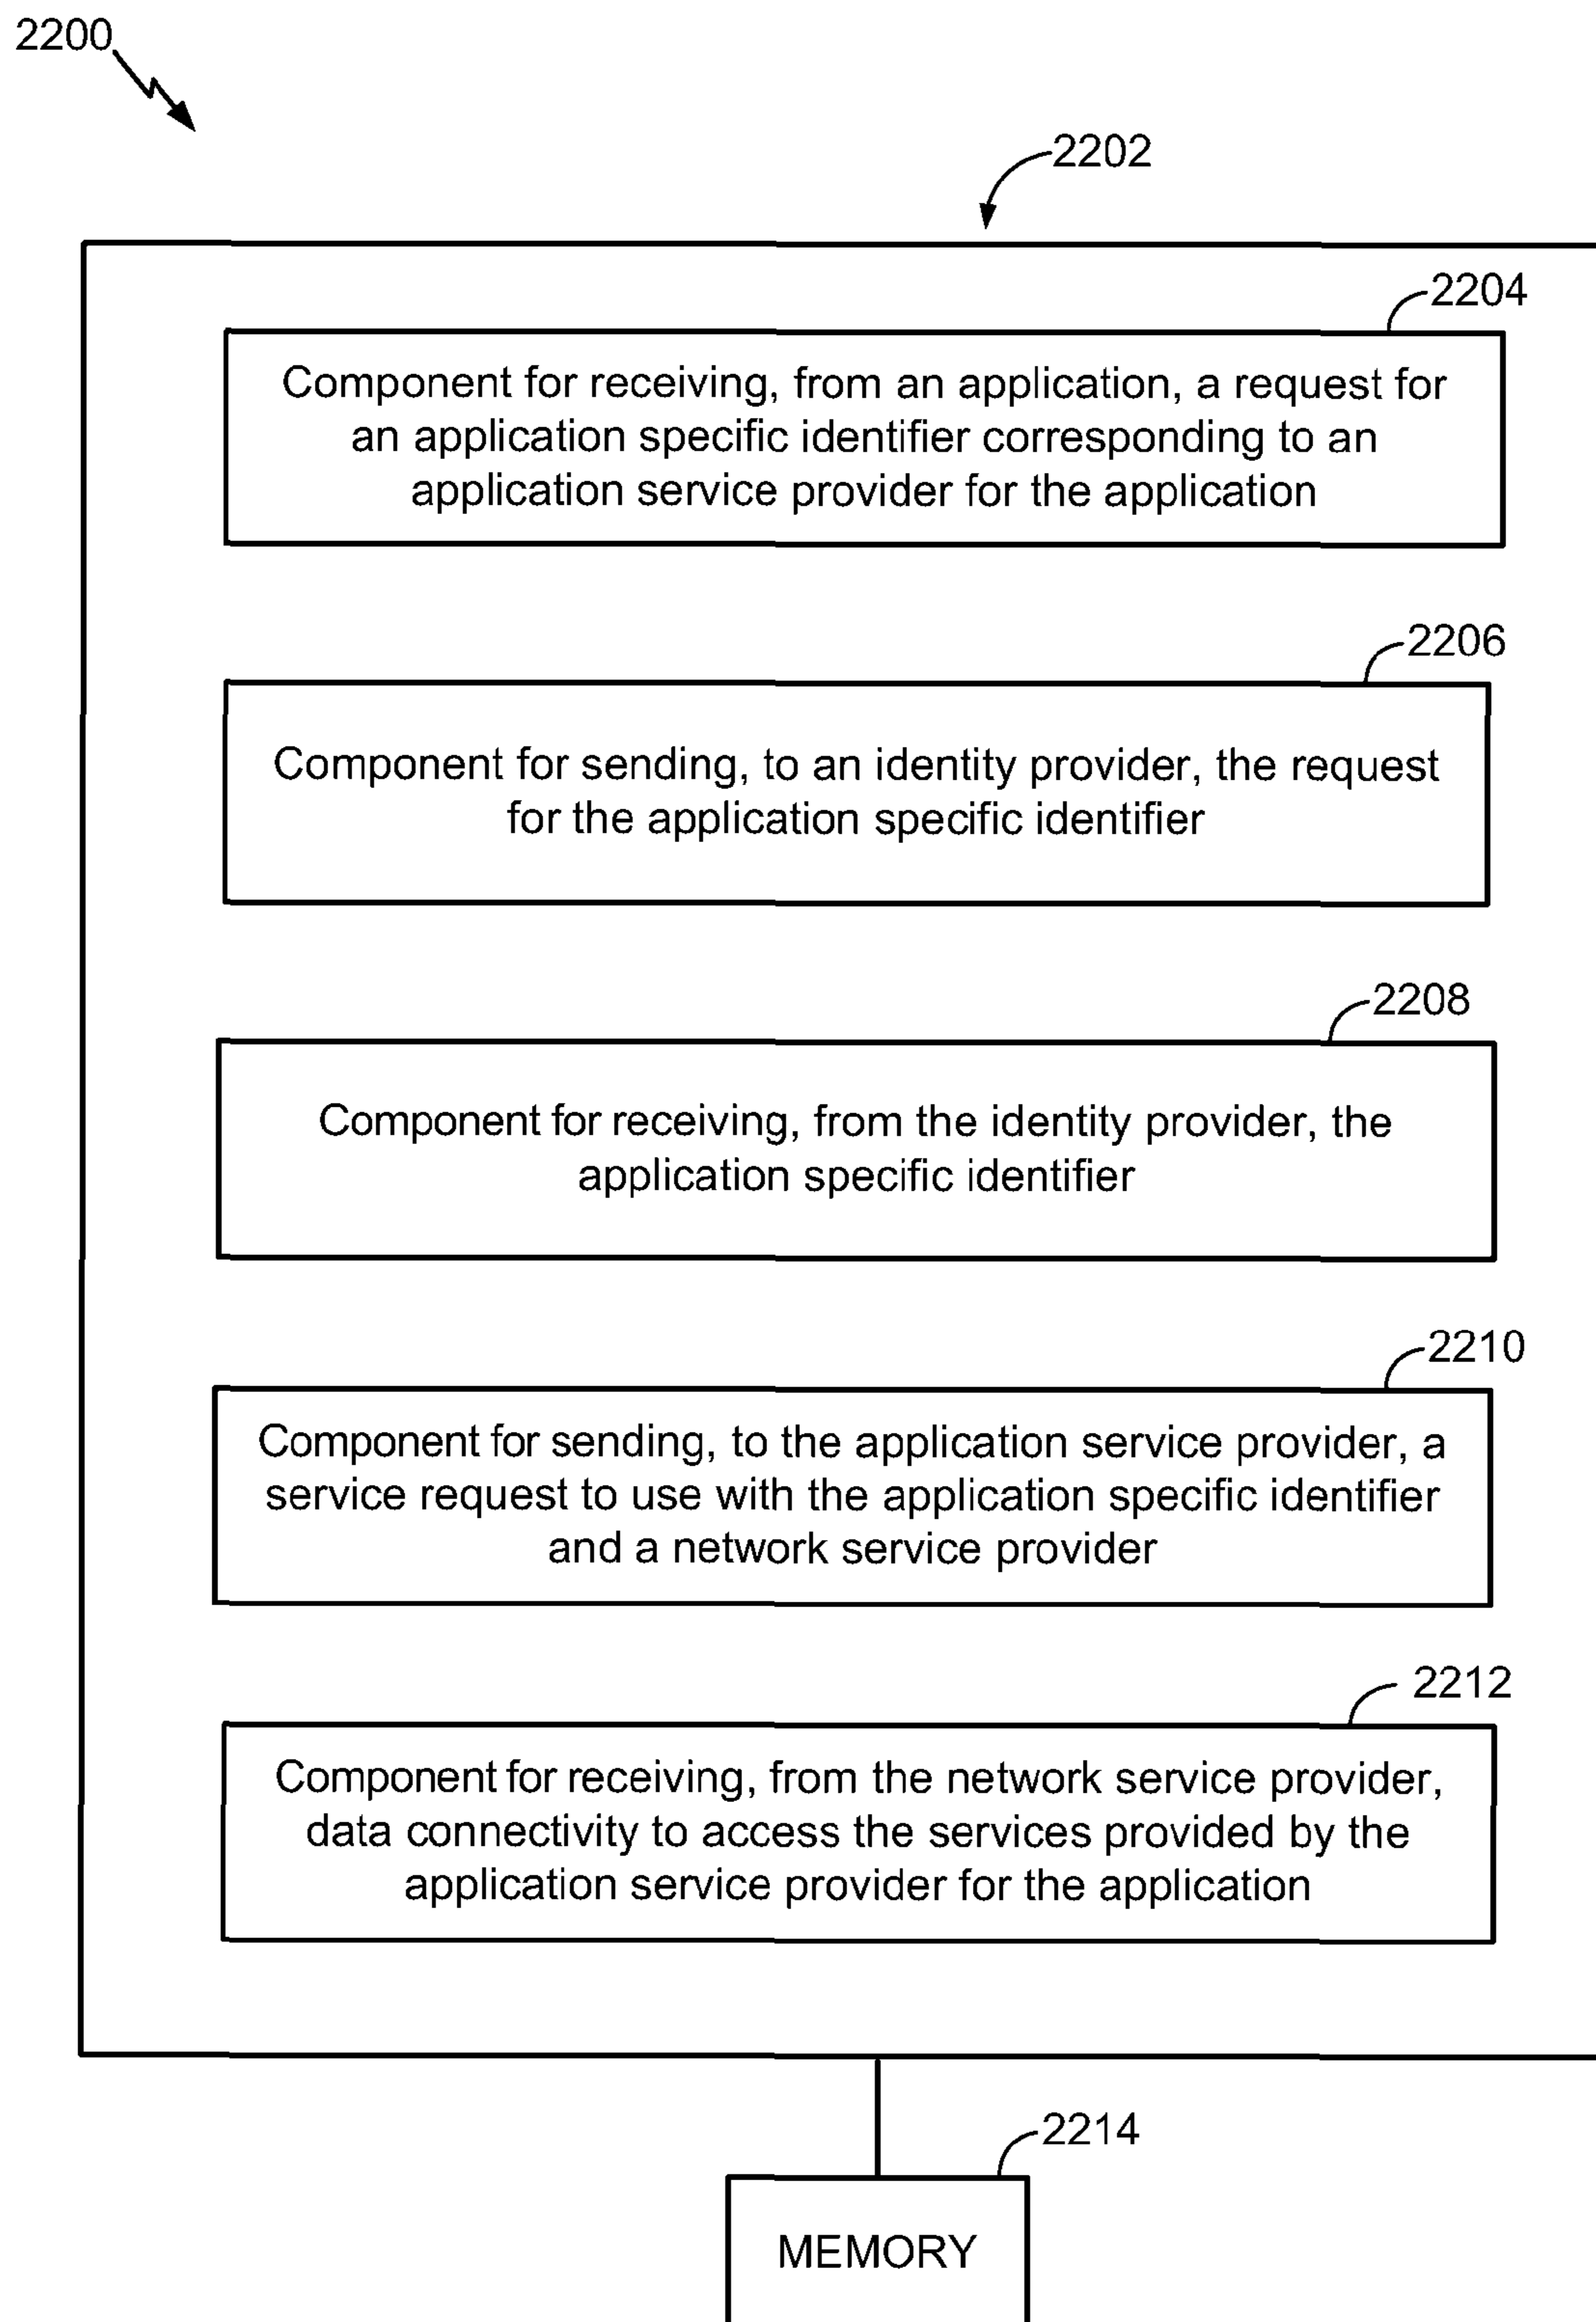 2200
2202
2204
Component for receiving, from an application, a request for
an application specific identifier corresponding to an
application service provider for the application
2206
Component for sending, to an identity provider, the request
for the application specific identifier
2208
Component for receiving, from the identity provider, the
application specific identifier
2210
Component for sending, to the application service provider, a
service request to use with the application specific identifier
and a network service provider
2212
Component for receiving, from the network service provider,
data connectivity to access the services provided by the
application service provider for the application
2214
MEMORY